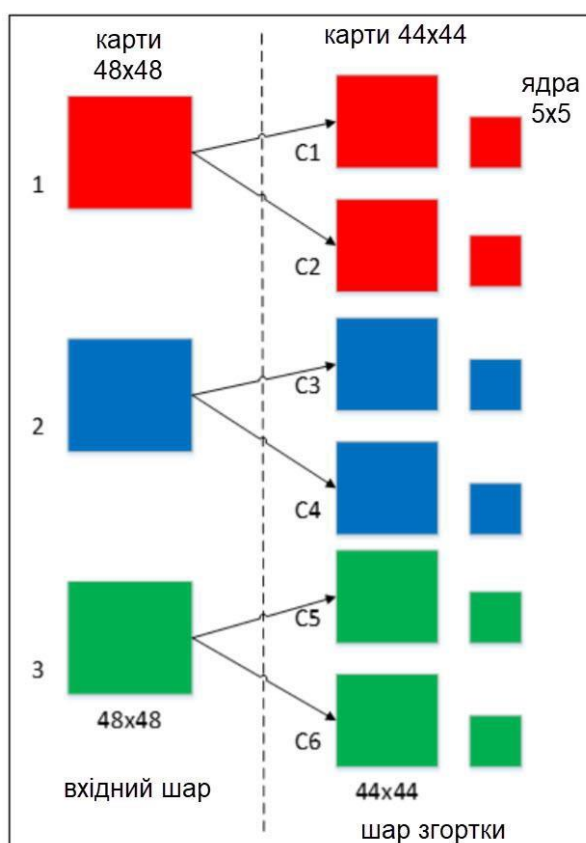 карти
48x48
карти 44x44
ядра
5x5
1
C1
C2
2
C3
C4
3
C5
C6
48x48
44x44
вхідний шар
шар згортки